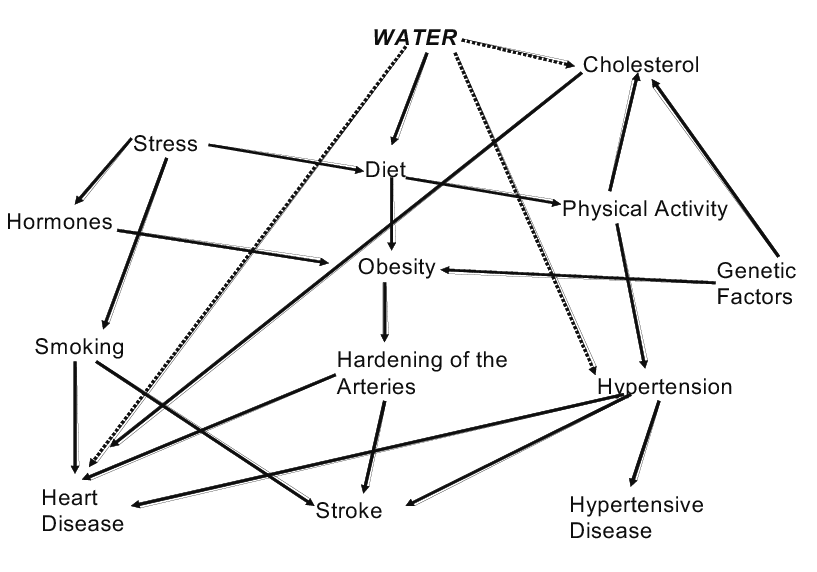 WATER
Cholesterol
Stress
Diet
Physical Activity
Hormones
Obesity
Genetic
Factors
Smoking
Hardening of the
Arteries
Hypertension
Heart
Disease
Stroke
Hypertensive
Disease